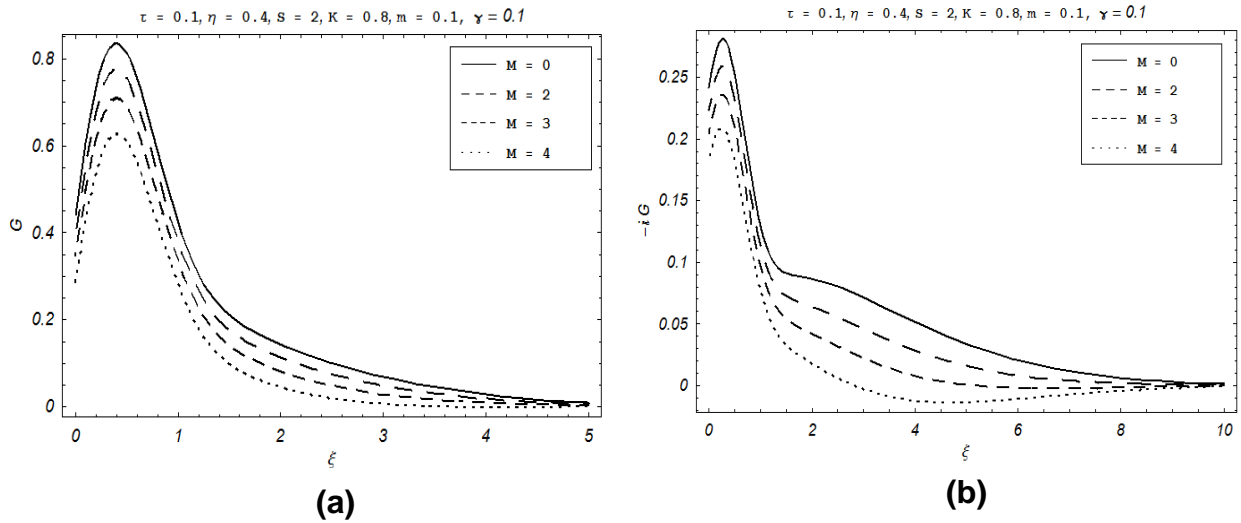 τ = 0.1, η = 0.4, S = 2, K = 0.8, m = 0.1, γ = 0.1
G
0.8
0.6
0.4
0.2
0
0 1 2 3 4 5
ξ
M = 0
M = 2
M = 3
M = 4
(a)
τ = 0.1, η = 0.4, S = 2, K = 0.8, m = 0.1, γ = 0.1
-i G
0.25
0.2
0.15
0.1
0.05
0
0 2 4 6 8 10
ξ
M = 0
M = 2
M = 3
M = 4
(b)